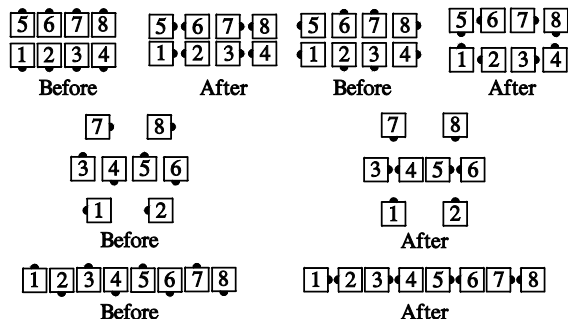 5 6 7 8 5 6 7 8 5 6 7 8 5 6 7 8
1 2 3 4 1 2 3 4 1 2 3 4 1 2 3 4
Before After Before After
7 8 7 8
3 4 5 6 3 4 5 6
1 2 1 2
Before After
1 2 3 4 5 6 7 8 1 2 3 4 5 6 7 8
Before After